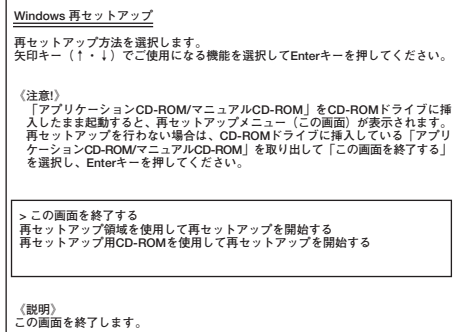 Windows 再セットアップ
再セットアップ方法を選択します。
矢印キー（↑・↓）でご使用になる機能を選択してEnterキーを押してください。
《注意!》
「アプリケーションCD-ROM/マニュアルCD-ROM」をCD-ROMドライブに挿
入したまま起動すると、再セットアップメニュー（この画面）が表示されます。
再セットアップを行わない場合は、CD-ROMドライブに挿入している「アプリ
ケーションCD-ROM/マニュアルCD-ROM」を取り出して「この画面を終了する」
を選択し、Enterキーを押してください。
> この画面を終了する
再セットアップ領域を使用して再セットアップを開始する
再セットアップ用CD-ROMを使用して再セットアップを開始する
《説明》
この画面を終了します。